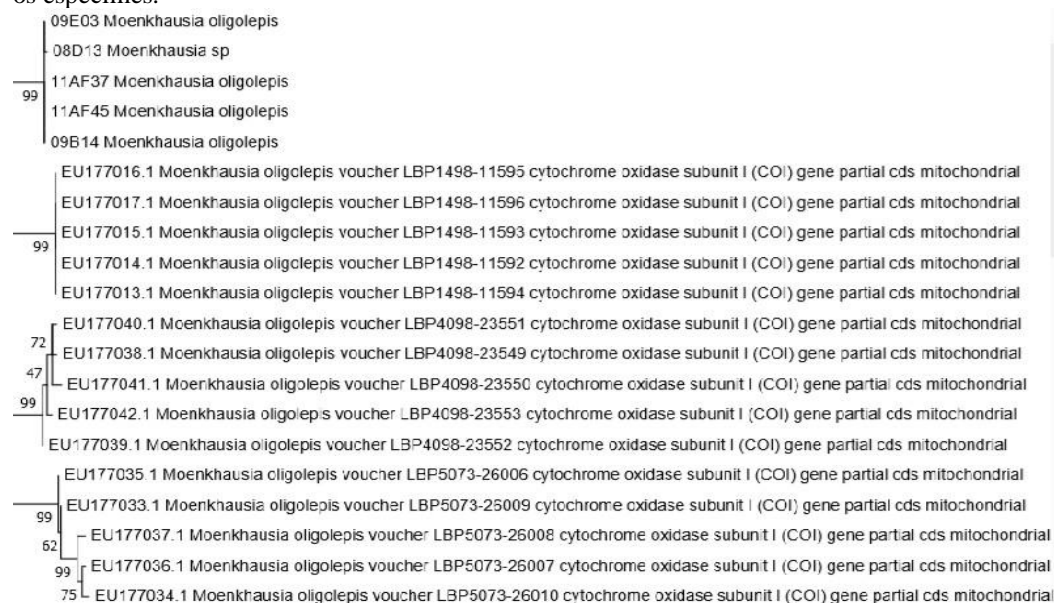 os espécimes.
09E03 Moenkhausia oligolepis
08D13 Moenkhausia sp
11AF37 Moenkhausia oligolepis
99
11AF45 Moenkhausia oligolepis
09B14 Moenkhausia oligolepis
EU177016.1 Moenkhausia oligolepis voucher LBP1498-11595 cytochrome oxidase subunit I (COI) gene partial cds mitochondrial
EU177017.1 Moenkhausia oligolepis voucher LBP1498-11596 cytochrome oxidase subunit I (COI) gene partial cds mitochondrial
EU177015.1 Moenkhausia oligolepis voucher LBP1498-11593 cytochrome oxidase subunit I (COI) gene partial cds mitochondrial
99
EU177014.1 Moenkhausia oligolepis voucher LBP1498-11592 cytochrome oxidase subunit I (COI) gene partial cds mitochondrial
EU177013.1 Moenkhausia oligolepis voucher LBP1498-11594 cytochrome oxidase subunit I (COI) gene partial cds mitochondrial
EU177040.1 Moenkhausia oligolepis voucher LBP4098-23551 cytochrome oxidase subunit I (COI) gene partial cds mitochondrial
72
EU177038.1 Moenkhausia oligolepis voucher LBP4098-23549 cytochrome oxidase subunit I (COI) gene partial cds mitochondrial
47
EU177041.1 Moenkhausia oligolepis voucher LBP4098-23550 cytochrome oxidase subunit I (COI) gene partial cds mitochondrial
99
EU177042.1 Moenkhausia oligolepis voucher LBP4098-23553 cytochrome oxidase subunit I (COI) gene partial cds mitochondrial
EU177039.1 Moenkhausia oligolepis voucher LBP4098-23552 cytochrome oxidase subunit I (COI) gene partial cds mitochondrial
EU177035.1 Moenkhausia oligolepis voucher LBP5073-26006 cytochrome oxidase subunit I (COI) gene partial cds mitochondrial
EU177033.1 Moenkhausia oligolepis voucher LBP5073-26009 cytochrome oxidase subunit I (COI) gene partial cds mitochondrial
99
EU177037.1 Moenkhausia oligolepis voucher LBP5073-26008 cytochrome oxidase subunit I (COI) gene partial cds mitochondrial
62
EU177036.1 Moenkhausia oligolepis voucher LBP5073-26007 cytochrome oxidase subunit I (COI) gene partial cds mitochondrial
99
75
EU177034.1 Moenkhausia oligolepis voucher LBP5073-26010 cytochrome oxidase subunit I (COI) gene partial cds mitochondrial